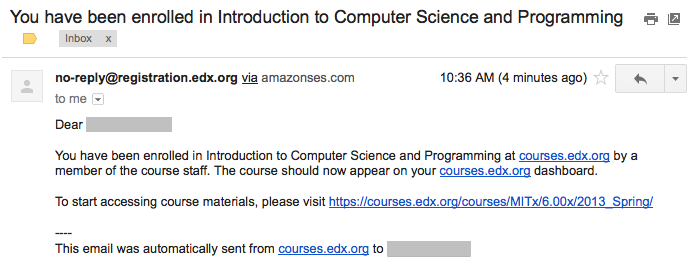 You have been enrolled in Introduction to Computer Science and Programming
Inbox x
no-reply@registration.edx.org via amazonses.com 10:36 AM (4 minutes ago)
to me
Dear
You have been enrolled in Introduction to Computer Science and Programming at courses.edx.org by a
member of the course staff. The course should now appear on your courses.edx.org dashboard.
To start accessing course materials, please visit https://courses.edx.org/courses/MITx/6.00x/2013_Spring/
----
This email was automatically sent from courses.edx.org to